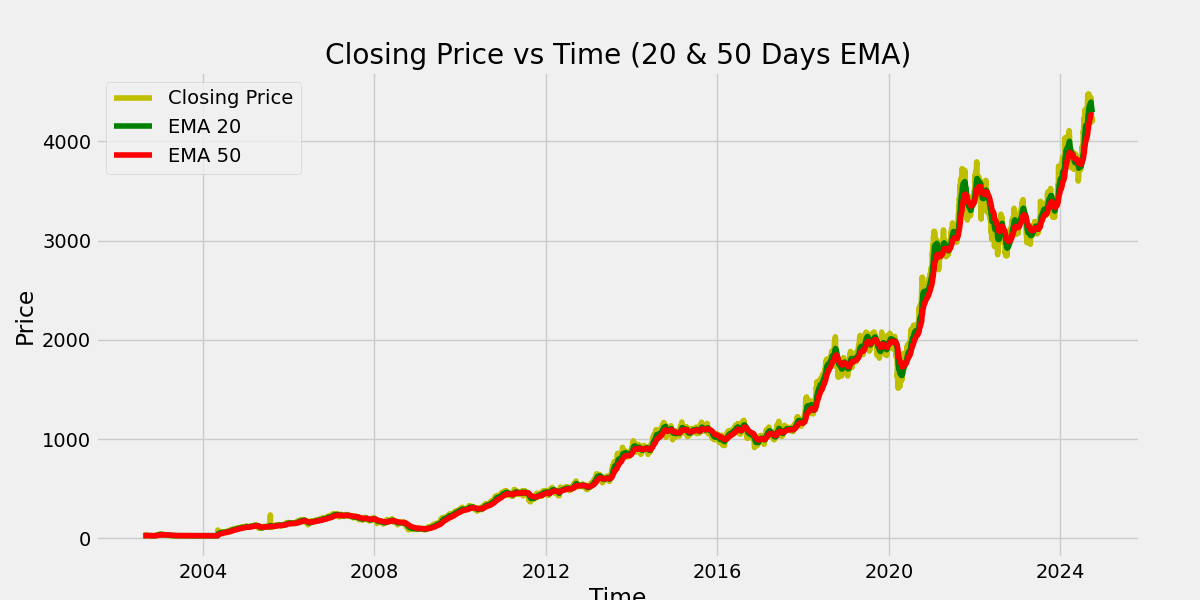 Closing Price vs Time (20 & 50 Days EMA)
Closing Price
EMA 20
EMA 50
Price
4000
3000
2000
1000
0
2004 2008 2012 2016 2020 2024
Time